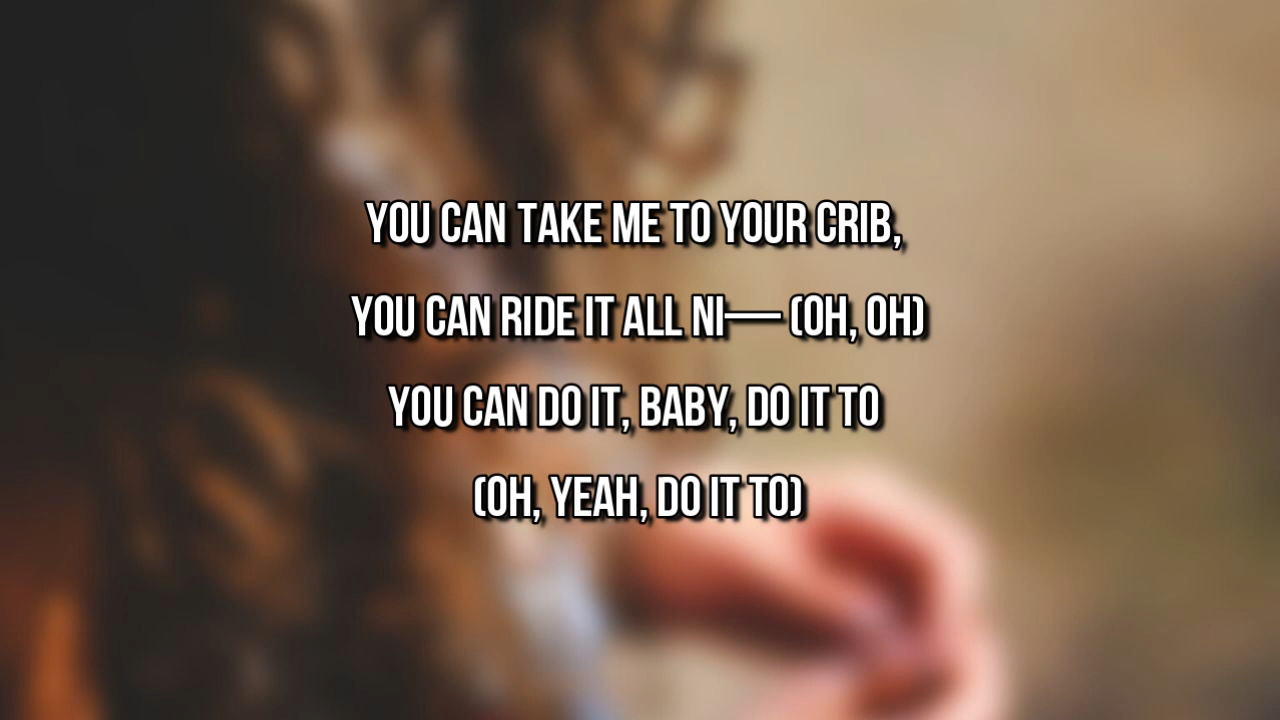 YOU CAN TAKE ME TO YOUR CRIB,
YOU CAN RIDE IT ALL NI— (OH, OH)
YOU CAN DO IT, BABY, DO IT TO
(OH, YEAH, DO IT TO)